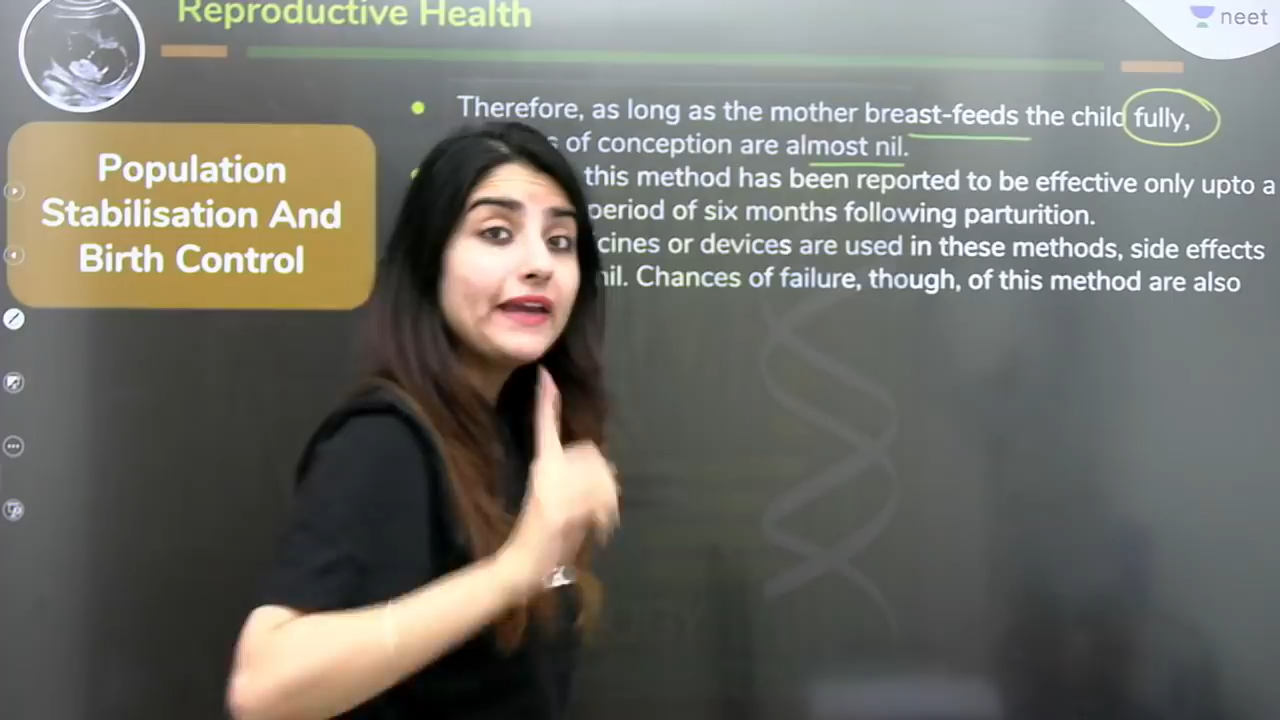 Reproductive Health
neet
Population
Stabilisation And
Birth Control
Therefore, as long as the mother breast-feeds the child fully,
of conception are almost nil.
this method has been reported to be effective only upto a
period of six months following parturition.
or devices are used in these methods, side effects
Chances of failure, though, of this method are also